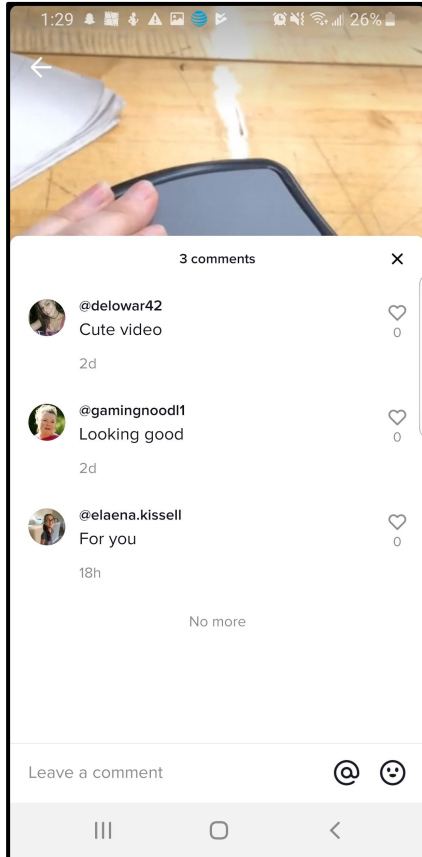 1:29
26%
3 comments
@delowar42
Cute video
0
2d
@gamingnoodl1
Looking good
0
2d
@elaena.kissell
For you
0
18h
No more
Leave a comment